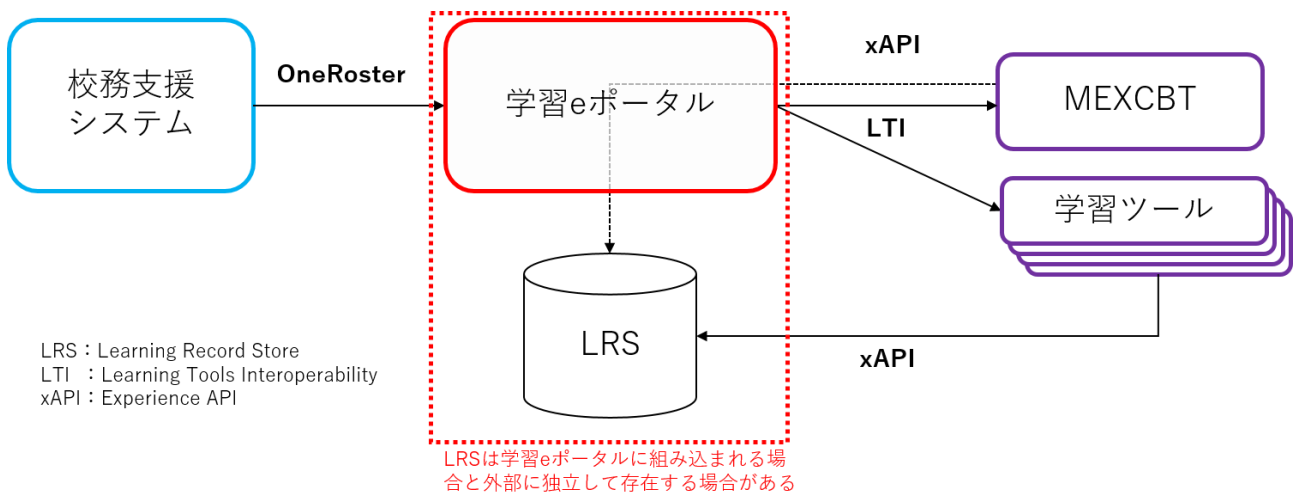 校務支援
システム
OneRoster
学習eポータル
xAPI
MEXCBT
LTI
学習ツール
LRS
xAPI
LRS：Learning Record Store
LTI ：Learning Tools Interoperability
xAPI：Experience API
LRSは学習eポータルに組み込まれる場
合と外部に独立して存在する場合がある